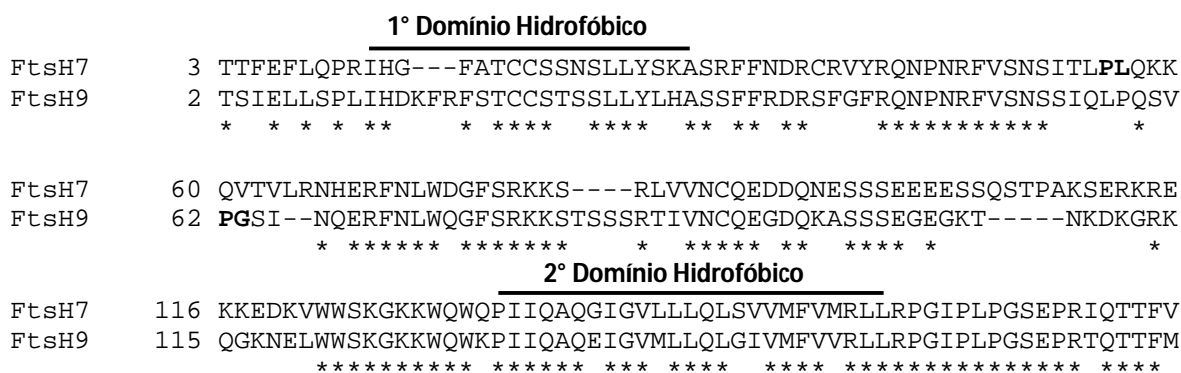 1° Domínio Hidrofóbico
FtsH7 3 TTFEFLQPRIHG---FATCCSSNSLLYSKASRFFNDRCRVYRQNPNRFVSNSITLPLQKK
FtsH9 2 TSIELLSPLIHDKFRFSTCCSTSSLLYLHASSFFRDRSFGFRQNPNRFVSNSSIQLPQSV
* * * * ** * **** **** ** ** ** *********** *
FtsH7 60 QVTVLRNHERFNLWDGFSRKKS----RLVVNCQEDDQNESSSEEEESSQSTPAKSERKRE
FtsH9 62 PGSI--NQERFNLWQGFSRKKSTSSSRTIVNCQEGDQKASSSEGEGKT-----NKDKGRK
* ****** ******* * ***** ** **** * *
2° Domínio Hidrofóbico
FtsH7 116 KKEDKVWWSKGKKWQWQPIIQAQGIGVLLLQLSVVMFVMRLLRPGIPLPGSEPRIQTTFV
FtsH9 115 QGKNELWWSKGKKWQWKPIIQAQEIGVMLLQLGIVMFVVRLLRPGIPLPGSEPRTQTTFM
********** ****** *** **** **** *************** ****